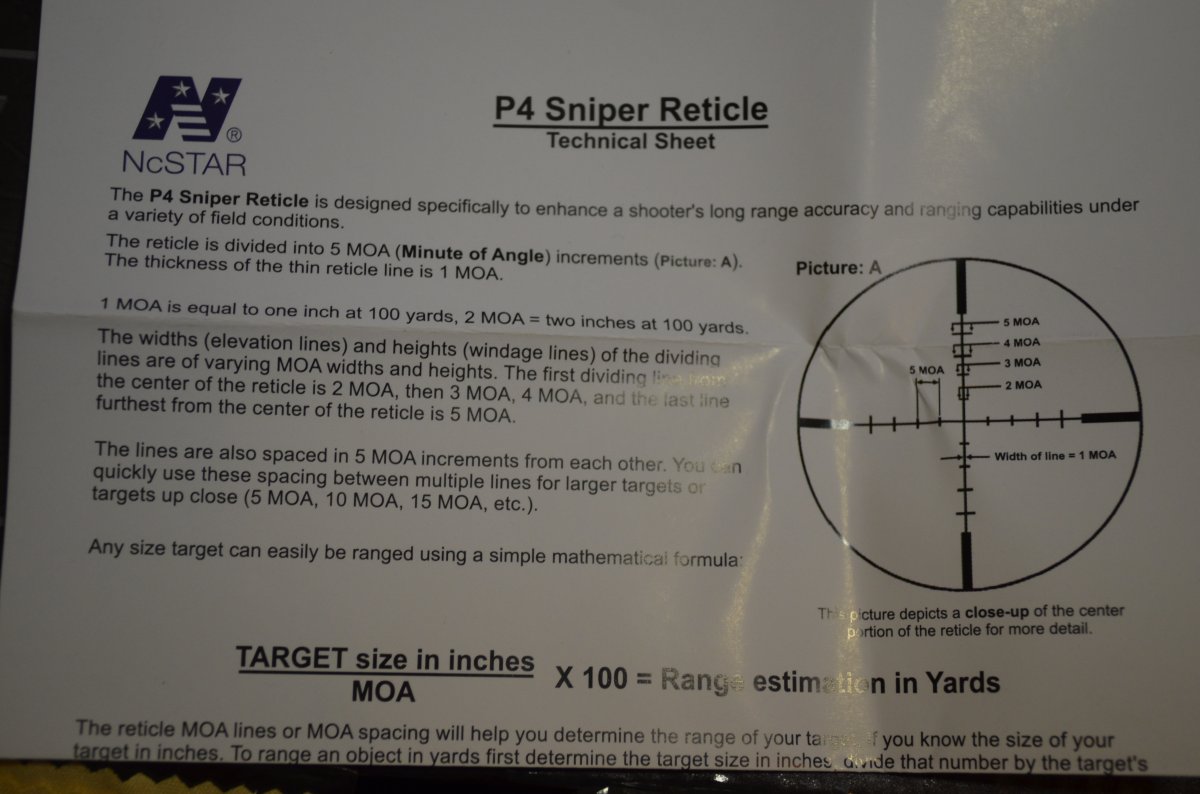 P4 Sniper Reticle
Technical Sheet
N®
NcSTAR
The P4 Sniper Reticle is designed specifically to enhance a shooter's long range accuracy and ranging capabilities under
a variety of field conditions.
The reticle is divided into 5 MOA (Minute of Angle) increments (Picture: A).
The thickness of the thin reticle line is 1 MOA.
1 MOA is equal to one inch at 100 yards, 2 MOA = two inches at 100 yards.
The widths (elevation lines) and heights (windage lines) of the dividing
lines are of varying MOA widths and heights. The first dividing line from
the center of the reticle is 2 MOA, then 3 MOA, 4 MOA, and the last line
furthest from the center of the reticle is 5 MOA.
The lines are also spaced in 5 MOA increments from each other. You can
quickly use these spacing between multiple lines for larger targets or
targets up close (5 MOA, 10 MOA, 15 MOA, etc.).
Any size target can easily be ranged using a simple mathematical formula:
Picture: A
5 MOA
4 MOA
3 MOA
2 MOA
5 MOA
Width of line = 1 MOA
This picture depicts a close-up of the center
portion of the reticle for more detail.
TARGET size in inches
MOA
X 100 = Range estimation in Yards
The reticle MOA lines or MOA spacing will help you determine the range of your target if you know the size of your
target in inches. To range an object in yards first determine the target size in inches, divide that number by the target's